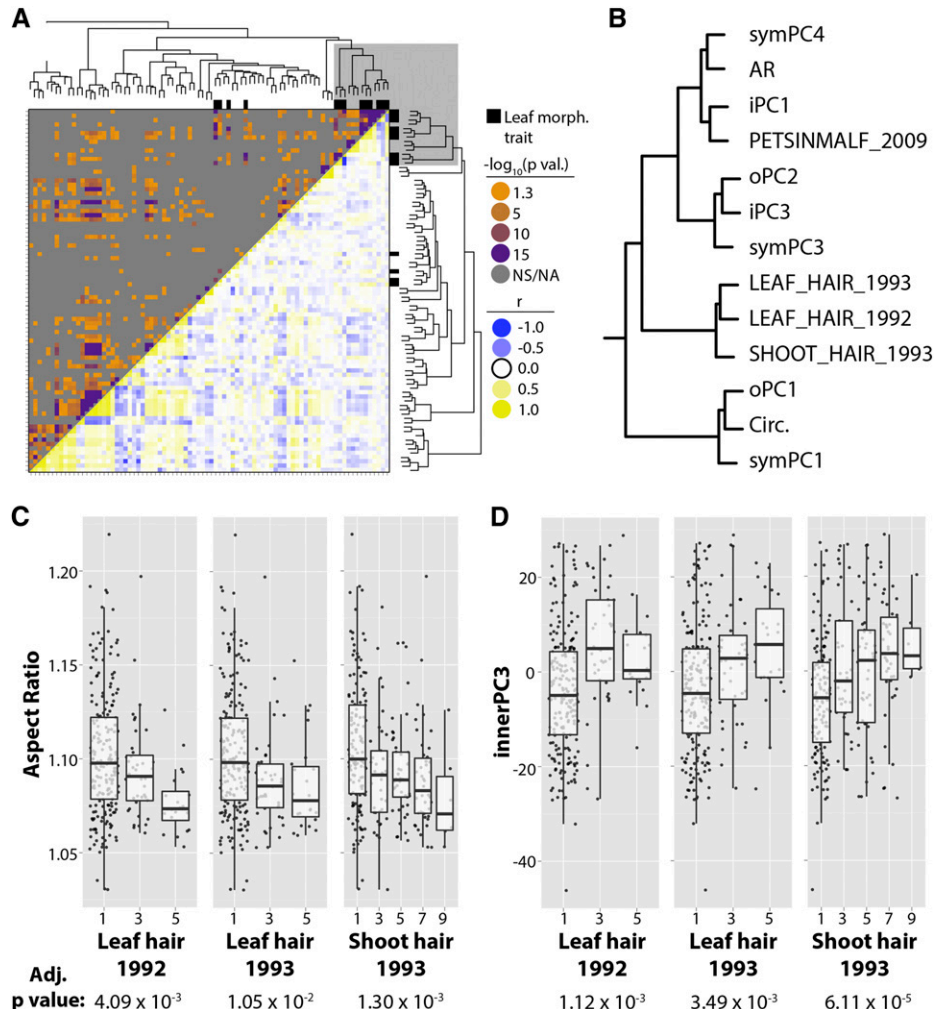 A
Leaf morph.
trait
-log10(p val.)
1.3
5
10
15
NS/NA
r
-1.0
-0.5
0.0
0.5
1.0
B
symPC4
AR
iPC1
PETSINMALF_2009
oPC2
iPC3
symPC3
LEAF_HAIR_1993
LEAF_HAIR_1992
SHOOT_HAIR_1993
oPC1
Circ.
symPC1
C
Aspect Ratio
1.20
1.15
1.10
1.05
1 3 5
1 3 5
1 3 5 7 9
Leaf hair 1992
Leaf hair 1993
Shoot hair 1993
Adj. p value: 4.09 x 10-3 1.05 x 10-2 1.30 x 10-3
D
innerPC3
20
0
-20
-40
1 3 5
1 3 5
1 3 5 7 9
Leaf hair 1992
Leaf hair 1993
Shoot hair 1993
1.12 x 10-3 3.49 x 10-3 6.11 x 10-5